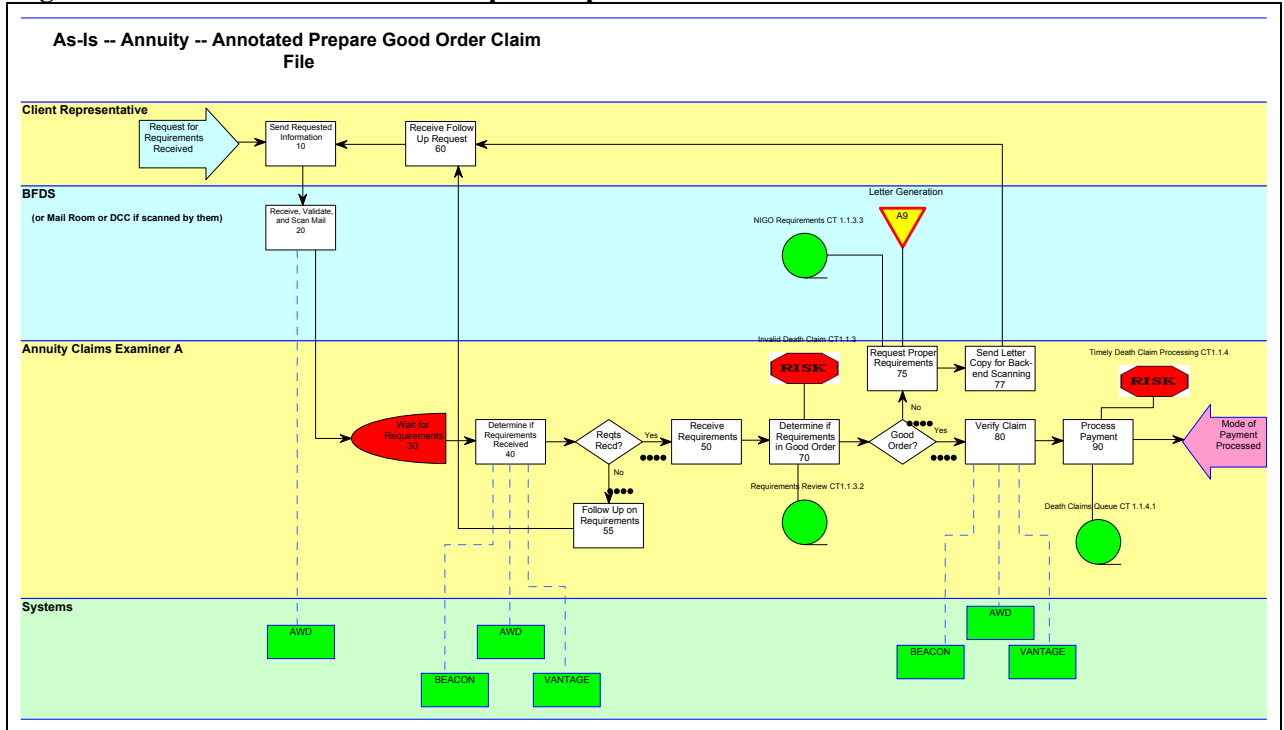 As-Is -- Annuity -- Annotated Prepare Good Order Claim
File
Client Representative
Request for
Requirements
Received
Send Requested
Information
10
Receive Follow
Up Request
60
BFDS
(or Mail Room or DCC if scanned by them)
Receive, Validate,
and Scan Mail
20
Letter Generation
A9
NIGO Requirements CT 1.1.3.3
Annuity Claims Examiner A
Invalid Death Claim CT1.1.3
RISK
Request Proper
Requirements
75
Send Letter
Copy for Back-
end Scanning
77
Timely Death Claim Processing CT1.1.4
RISK
Wait for
Requirements
30
Determine if
Requirements
Received
40
Reqts
Recd?
Yes
No
Receive
Requirements
50
Determine if
Requirements
in Good Order
70
Good
Order?
No
Yes
Verify Claim
80
Process
Payment
90
Mode of
Payment
Processed
Follow Up on
Requirements
55
Requirements Review CT1.1.3.2
Death Claims Queue CT 1.1.4.1
Systems
AWD
BEACON
AWD
VANTAGE
BEACON
AWD
VANTAGE